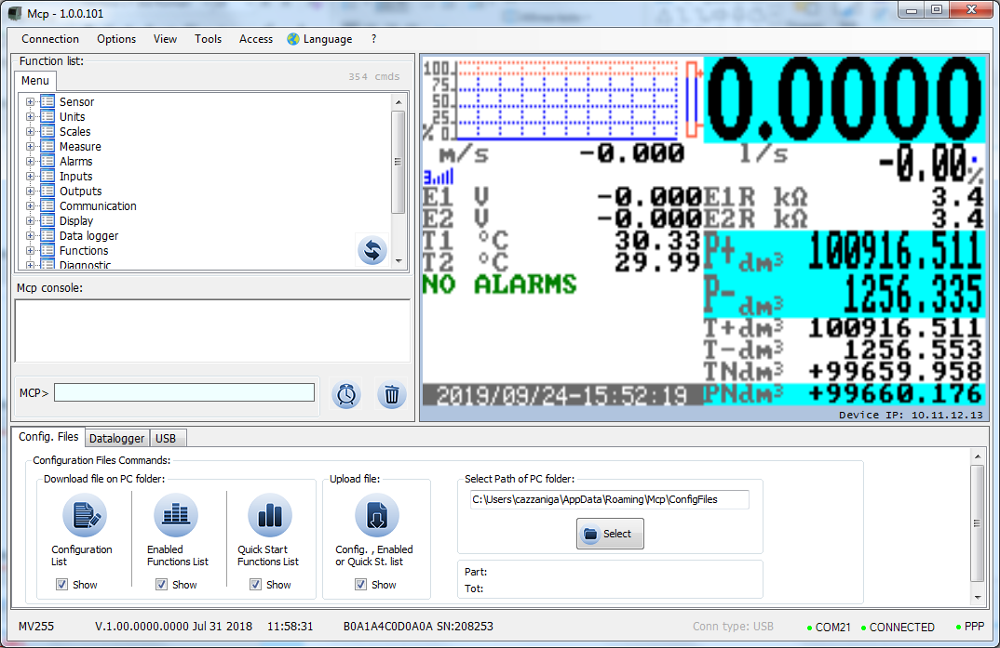 Mcp - 1.0.0.101
Connection Options View Tools Access Language ?
Function list:
Menu
354 cmds
Sensor
Units
Scales
Measure
Alarms
Inputs
Outputs
Communication
Display
Data logger
Functions
Diagnostic
Mcp console:
MCP>
100
75
50
25
% 0
0.0000
m/s -0.000 l/s -0.00%
3
E1 V -0.000 E1R kΩ 3.4
E2 V -0.000 E2R kΩ 3.4
T1 °C 30.33 P+dm³ 100916.511
T2 °C 29.99
NO ALARMS P-dm³ 1256.335
T+dm³ 100916.511
T-dm³ 1256.553
TNdm³ +99659.958
2019/09/24-15:52:19 PNdm³ +99660.176
Device IP: 10.11.12.13
Config. Files Datalogger USB
Configuration Files Commands:
Download file on PC folder:
Configuration List
Show
Enabled Functions List
Show
Quick Start Functions List
Show
Upload file:
Config. , Enabled or Quick St. list
Show
Select Path of PC folder:
C:\Users\cazzaniga\AppData\Roaming\Mcp\ConfigFiles
Select
Part:
Tot:
MV255 V.1.00.0000.0000 Jul 31 2018 11:58:31 B0A1A4C0D0A0A SN:208253 Conn type: USB COM21 CONNECTED PPP